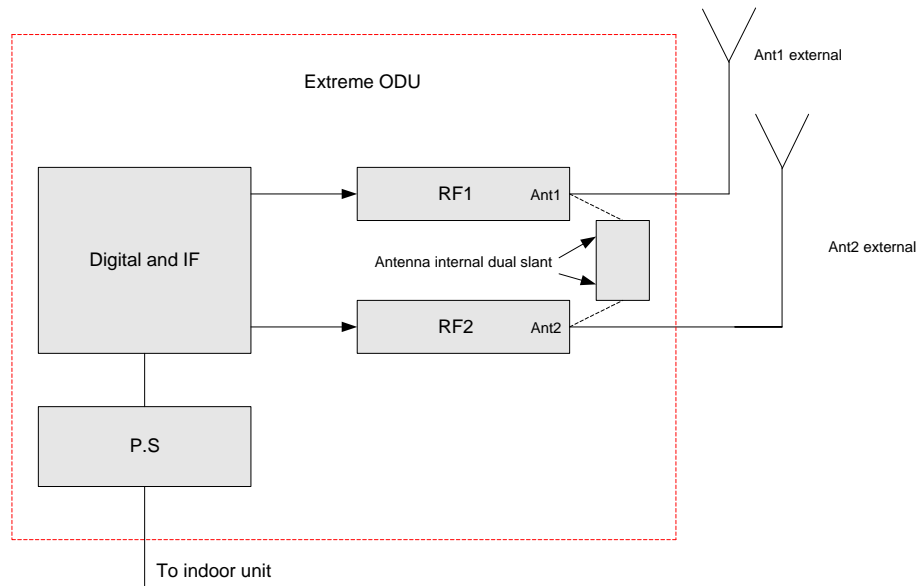 Ant1 external
Extreme ODU
RF1
Ant1
Digital and IF
Antenna internal dual slant
Ant2 external
RF2
Ant2
P.S
To indoor unit